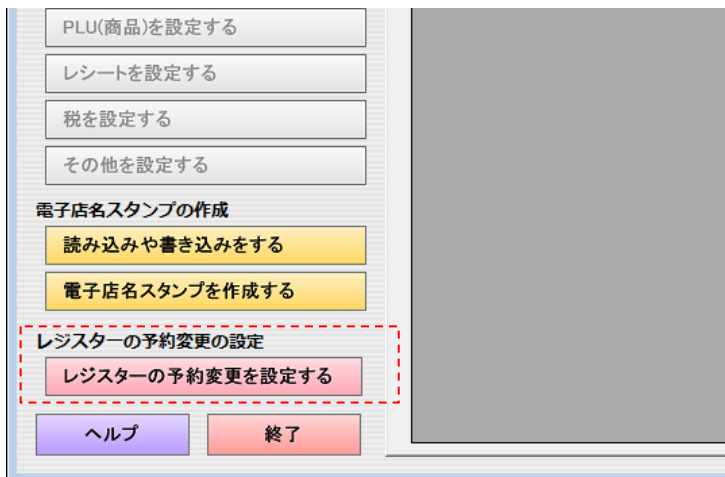 PLU(商品)を設定する
レシートを設定する
税を設定する
その他を設定する
電子店名スタンプの作成
読み込みや書き込みをする
電子店名スタンプを作成する
レジスターの予約変更の設定
レジスターの予約変更を設定する
ヘルプ
終了